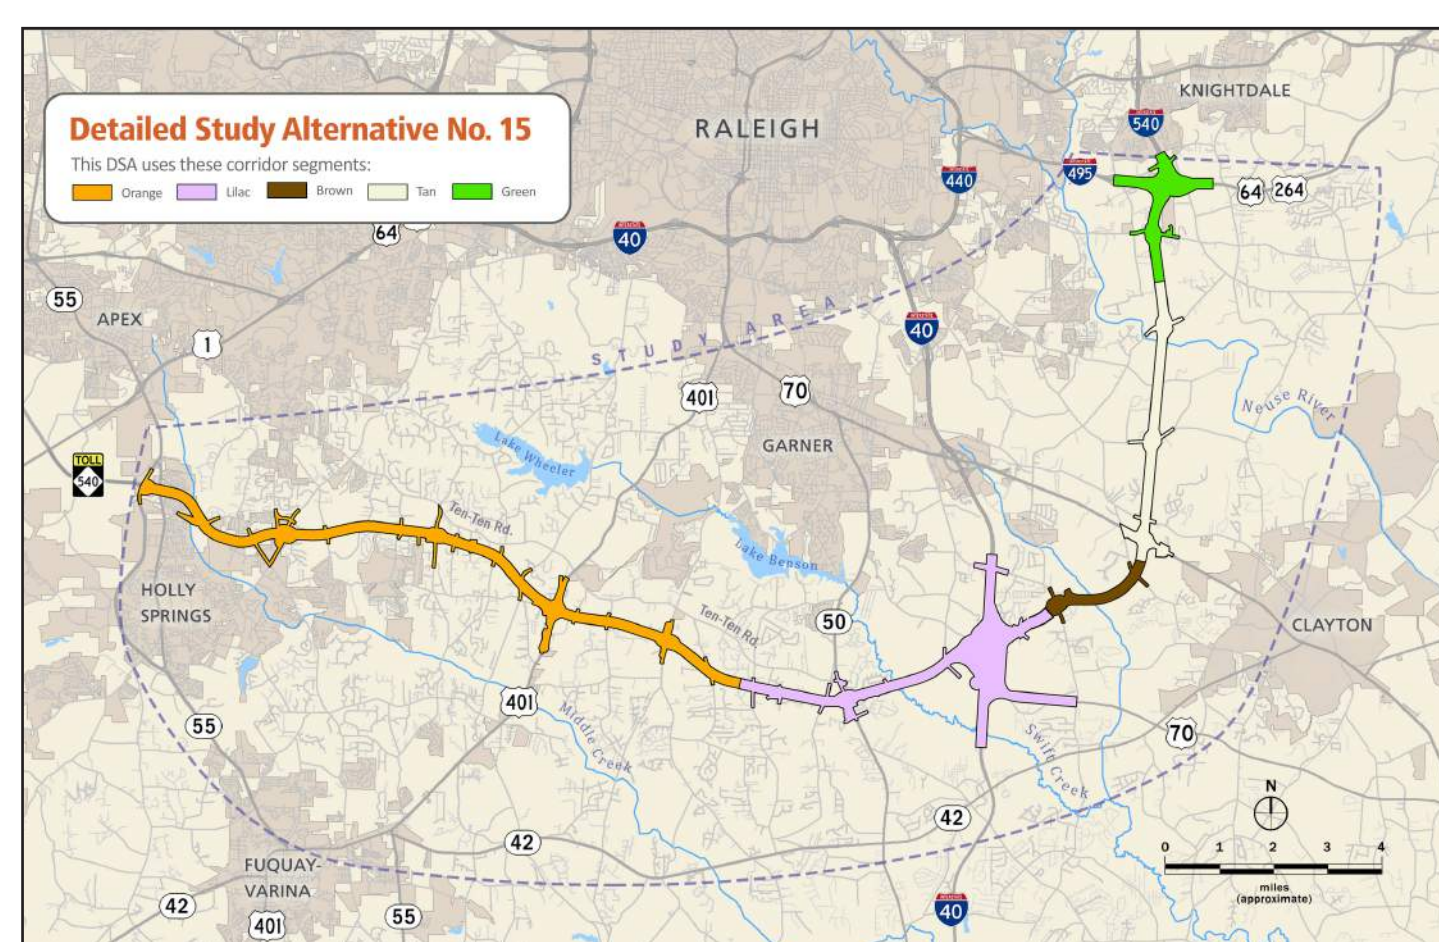 KNIGHTDALE
540
RALEIGH
Detailed Study Alternative No. 15
This DSA uses these corridor segments:
Orange Lilac Brown Tan Green
495
440
64 264
64
40
55
APEX
STUDY AREA
40
1
401
70
Neuse River
GARNER
Lake Wheeler
TOLL
540
Ten-Ten Rd.
Lake Benson
HOLLY
SPRINGS
Ten-Ten Rd.
50
CLAYTON
401
Middle Creek
55
Swift Creek
70
N
42
42
0 1 2 3 4
miles
(approximate)
FUQUAY-
VARINA
42
401
55
40